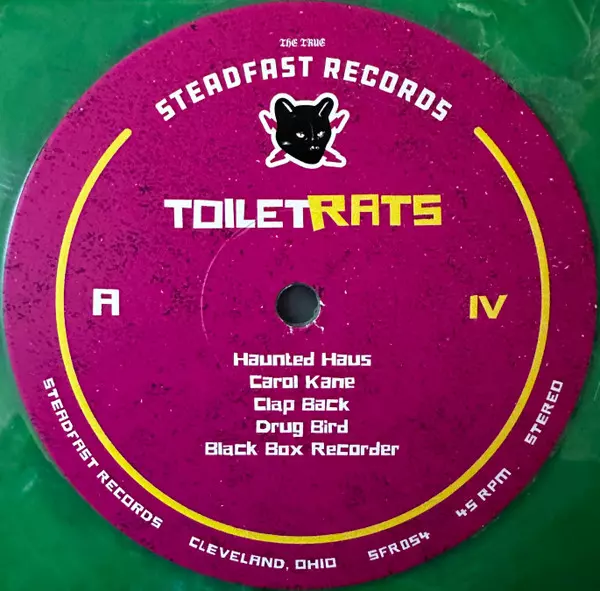 THE TRUE
STEADFAST RECORDS
TOILETRATS
A
IV
Haunted Haus
Carol Kane
Clap Back
Drug Bird
Black Box Recorder
STEADFAST RECORDS
CLEVELAND, OHIO
SFR054
45 RPM
STEREO